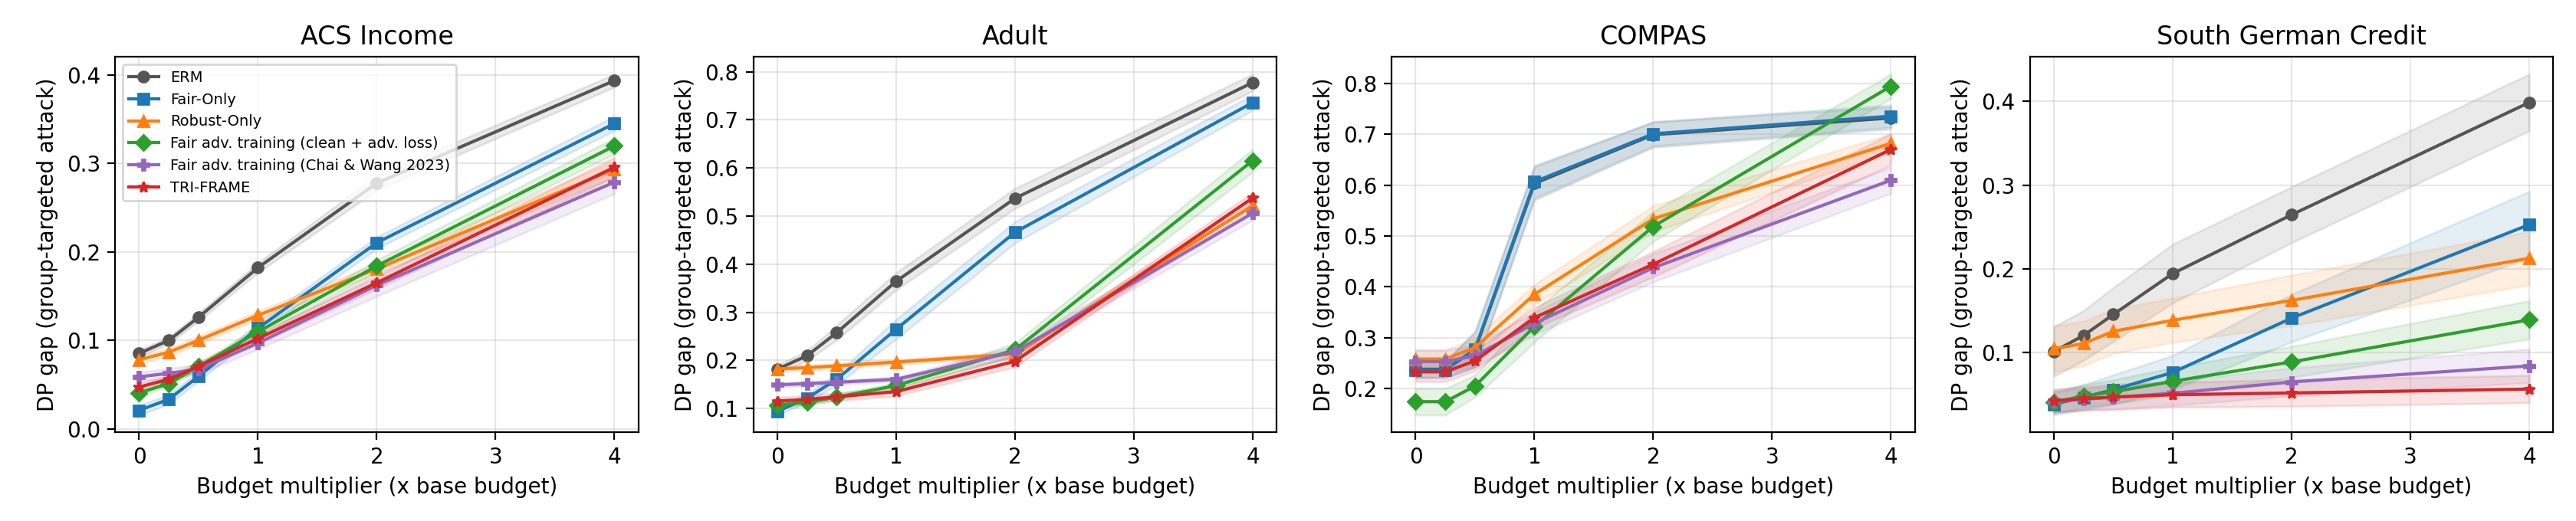 ACS Income
DP gap (group-targeted attack)
0.4
0.3
0.2
0.1
0.0
ERM
Fair-Only
Robust-Only
Fair adv. training (clean + adv. loss)
Fair adv. training (Chai & Wang 2023)
TRI-FRAME
0 1 2 3 4
Budget multiplier (x base budget)
Adult
DP gap (group-targeted attack)
0.8
0.7
0.6
0.5
0.4
0.3
0.2
0.1
0 1 2 3 4
Budget multiplier (x base budget)
COMPAS
DP gap (group-targeted attack)
0.8
0.7
0.6
0.5
0.4
0.3
0.2
0 1 2 3 4
Budget multiplier (x base budget)
South German Credit
DP gap (group-targeted attack)
0.4
0.3
0.2
0.1
0 1 2 3 4
Budget multiplier (x base budget)